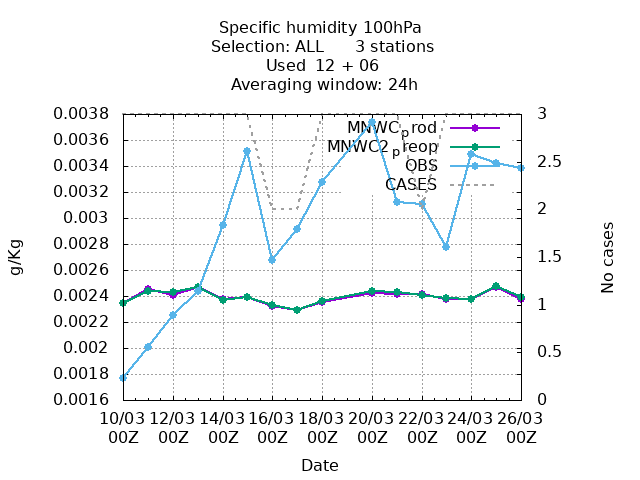 Specific humidity 100hPa
Selection: ALL 3 stations
Used 12 + 06
Averaging window: 24h
0.0038
0.0036
0.0034
0.0032
0.003
0.0028
0.0026
0.0024
0.0022
0.002
0.0018
0.0016
g/Kg
MNWCprod
MNWC2preop
OBS
CASES
3
2.5
2
1.5
1
0.5
0
No cases
10/03 12/03 14/03 16/03 18/03 20/03 22/03 24/03 26/03
00Z 00Z 00Z 00Z 00Z 00Z 00Z 00Z 00Z
Date